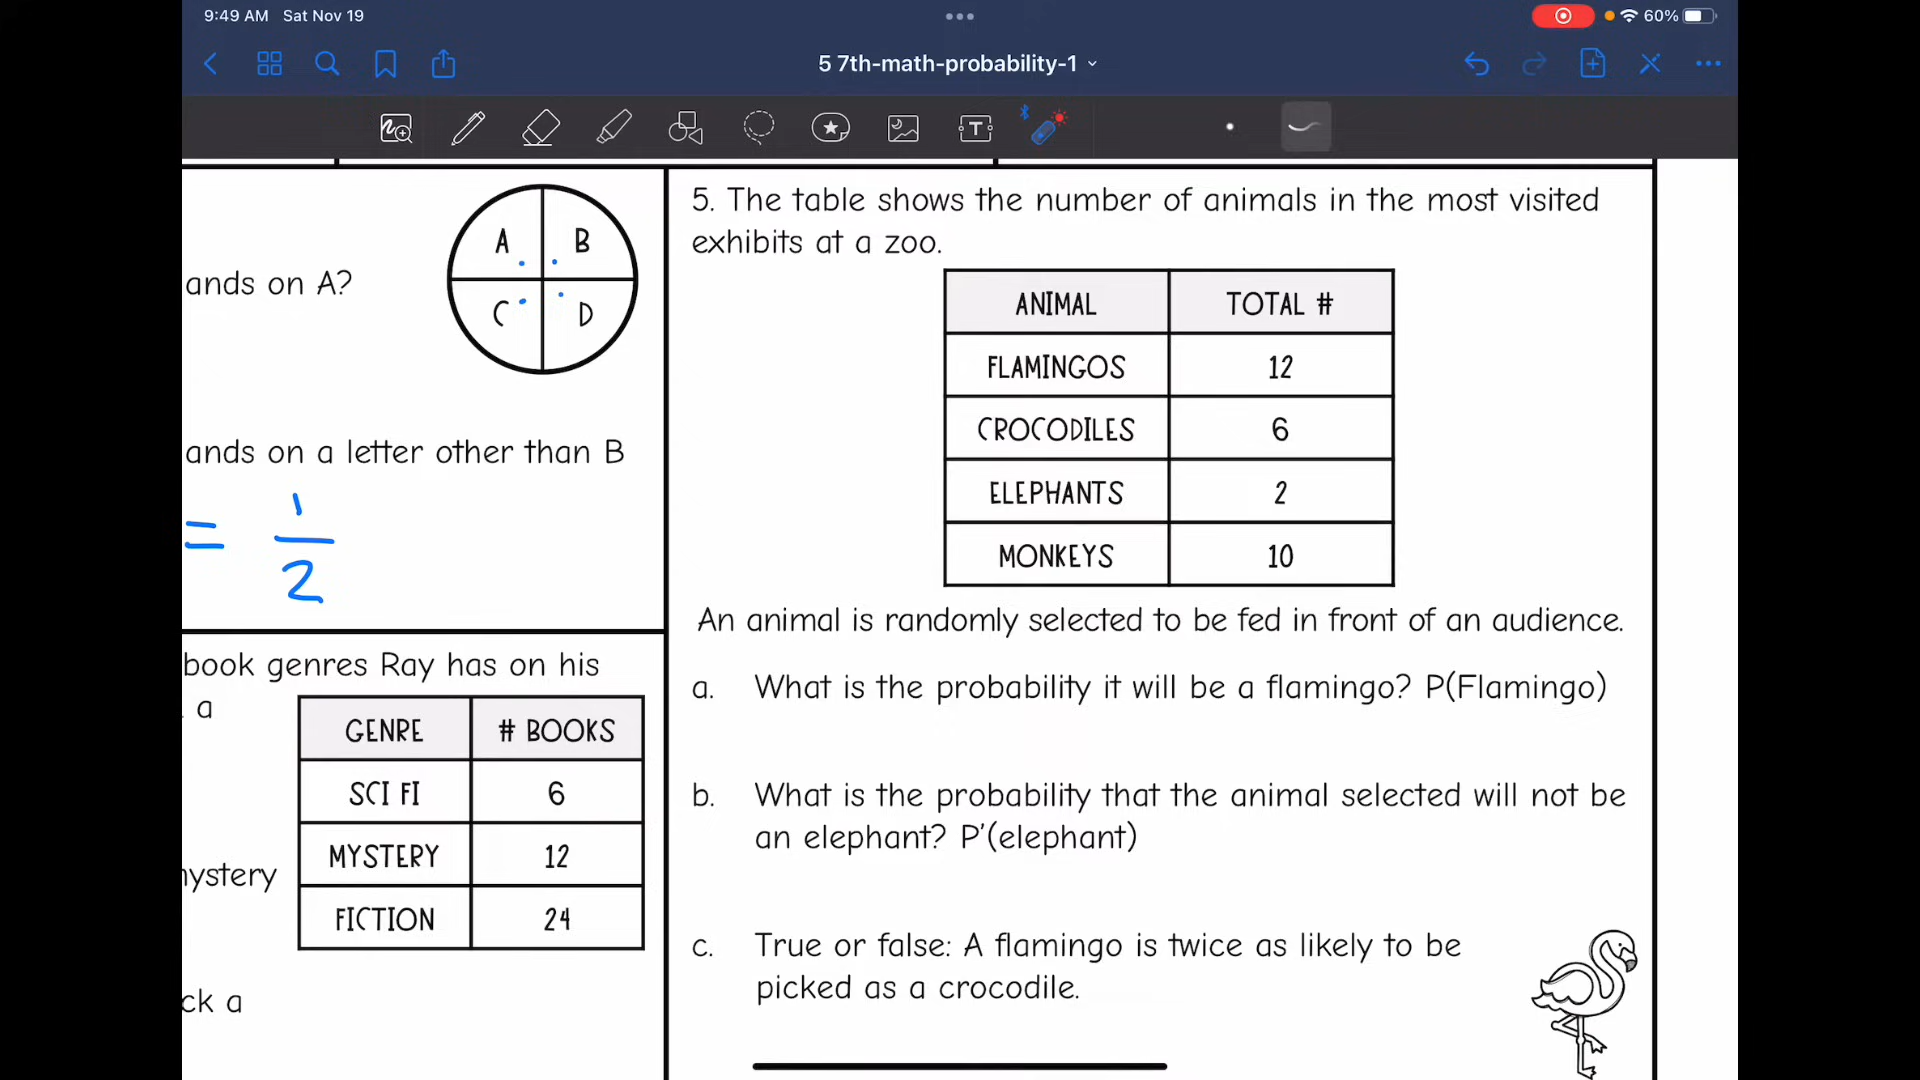 9:49 AM Sat Nov 19
60%
5 7th-math-probability-1
T
A
B
C
D
ands on A?
ands on a letter other than B
= 1/2
book genres Ray has on his
a
GENRE # BOOKS
SCI FI 6
MYSTERY 12
FICTION 24
ystery
ck a
5. The table shows the number of animals in the most visited
exhibits at a zoo.
ANIMAL TOTAL #
FLAMINGOS 12
CROCODILES 6
ELEPHANTS 2
MONKEYS 10
An animal is randomly selected to be fed in front of an audience.
a. What is the probability it will be a flamingo? P(Flamingo)
b. What is the probability that the animal selected will not be
an elephant? P'(elephant)
c. True or false: A flamingo is twice as likely to be
picked as a crocodile.